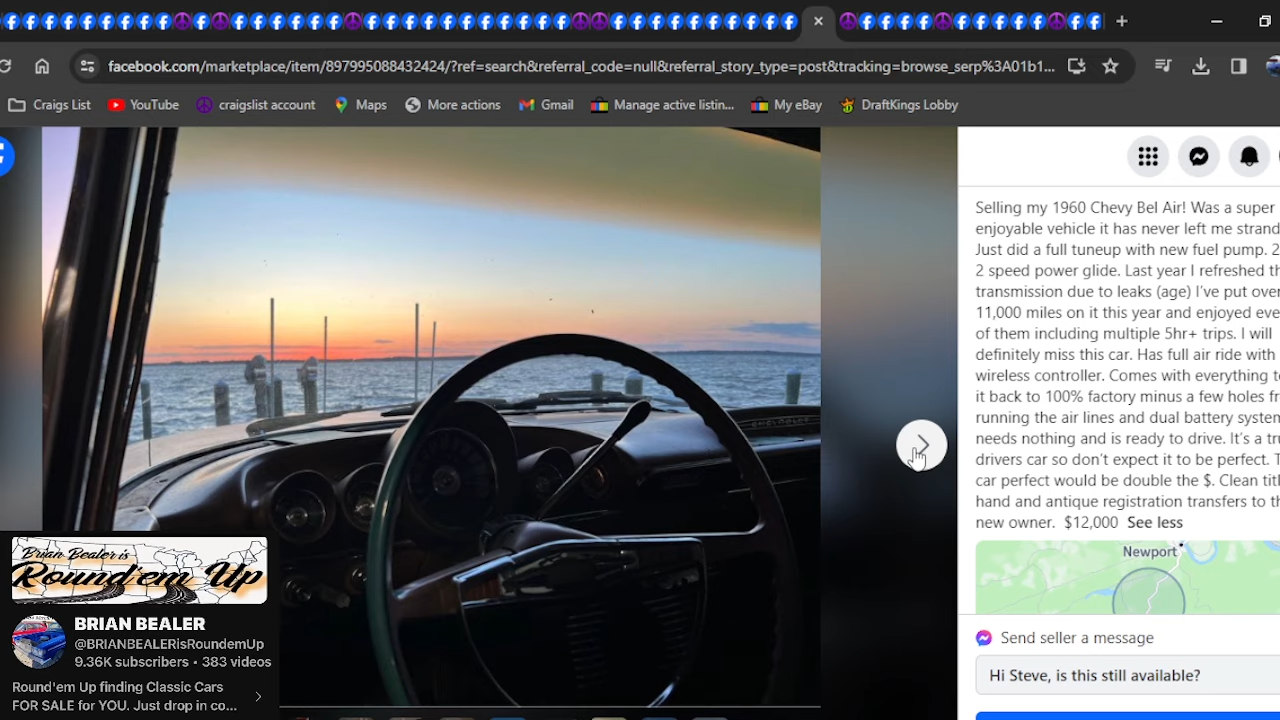 facebook.com/marketplace/item/897995088432424/?ref=search&referral_code=null&referral_story_type=post&tracking=browse_serp%3A01b1...
Craigs List
YouTube
craigslist account
Maps
More actions
Gmail
Manage active listin...
My eBay
DraftKings Lobby
Selling my 1960 Chevy Bel Air! Was a super
enjoyable vehicle it has never left me strand
Just did a full tuneup with new fuel pump. 2
2 speed power glide. Last year I refreshed th
transmission due to leaks (age) I've put over
11,000 miles on it this year and enjoyed eve
of them including multiple 5hr+ trips. I will
definitely miss this car. Has full air ride with
wireless controller. Comes with everything t
it back to 100% factory minus a few holes fr
running the air lines and dual battery system
needs nothing and is ready to drive. It's a tr
drivers car so don't expect it to be perfect. T
car perfect would be double the $. Clean titl
hand and antique registration transfers to th
new owner. $12,000 See less
Newport
Send seller a message
Hi Steve, is this still available?
CHEVROLET
Brian Bealer is
Round'em Up
BRIAN BEALER
@BRIANBEALERisRoundemUp
9.36K subscribers • 383 videos
Round'em Up finding Classic Cars
FOR SALE for YOU. Just drop in co...